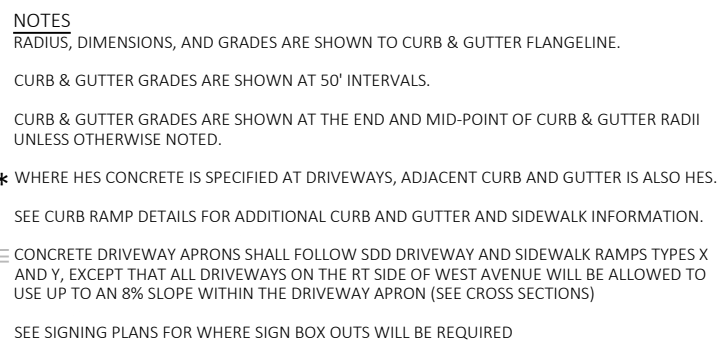 NOTES
RADIUS, DIMENSIONS, AND GRADES ARE SHOWN TO CURB & GUTTER FLANGELINE.
CURB & GUTTER GRADES ARE SHOWN AT 50' INTERVALS.
CURB & GUTTER GRADES ARE SHOWN AT THE END AND MID-POINT OF CURB & GUTTER RADII
UNLESS OTHERWISE NOTED.
* WHERE HES CONCRETE IS SPECIFIED AT DRIVEWAYS, ADJACENT CURB AND GUTTER IS ALSO HES.
SEE CURB RAMP DETAILS FOR ADDITIONAL CURB AND GUTTER AND SIDEWALK INFORMATION.
CONCRETE DRIVEWAY APRONS SHALL FOLLOW SDD DRIVEWAY AND SIDEWALK RAMPS TYPES X
AND Y, EXCEPT THAT ALL DRIVEWAYS ON THE RT SIDE OF WEST AVENUE WILL BE ALLOWED TO
USE UP TO AN 8% SLOPE WITHIN THE DRIVEWAY APRON (SEE CROSS SECTIONS)
SEE SIGNING PLANS FOR WHERE SIGN BOX OUTS WILL BE REQUIRED